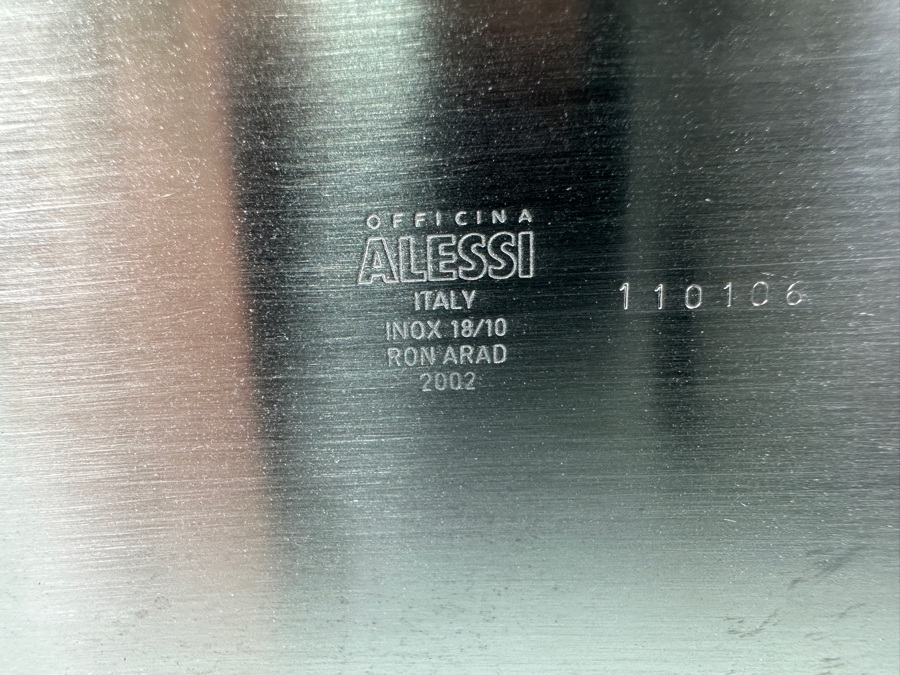 OFFICINA
ALESSI
ITALY
INOX 18/10
RON ARAD
2002
110106